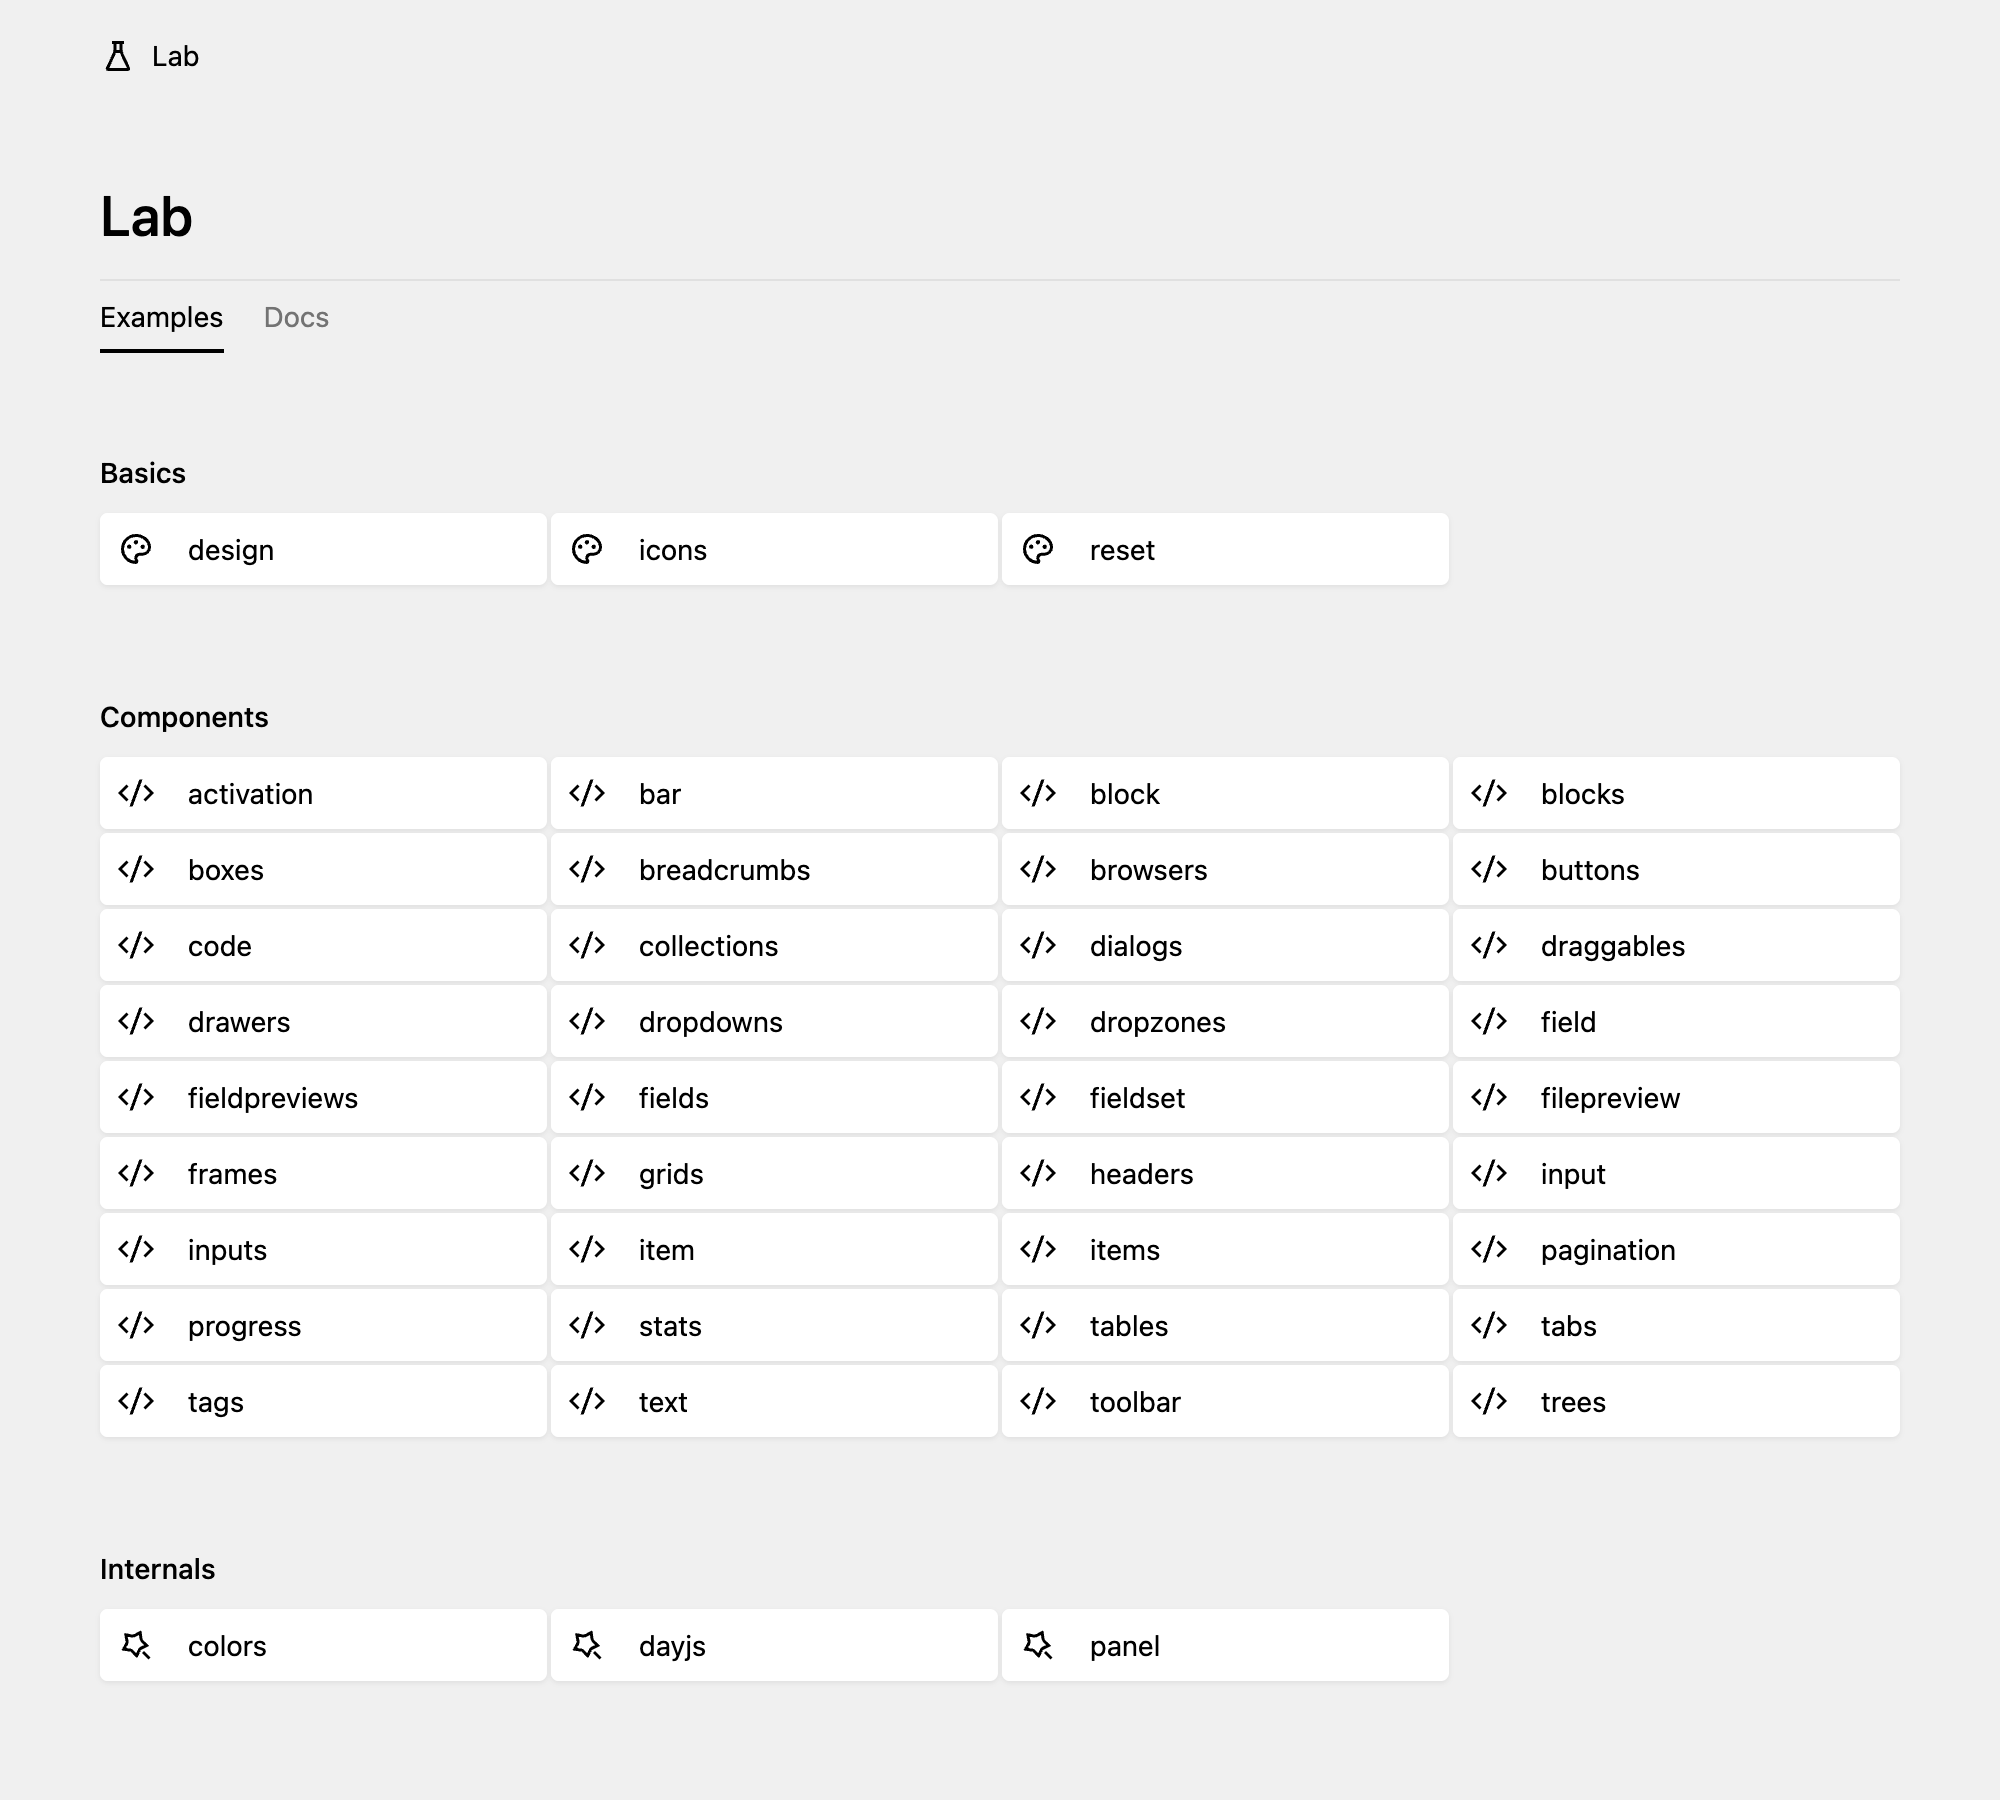 Lab
Lab
Examples Docs
Basics
design icons reset
Components
activation bar block blocks
boxes breadcrumbs browsers buttons
code collections dialogs draggables
drawers dropdowns dropzones field
fieldpreviews fields fieldset filepreview
frames grids headers input
inputs item items pagination
progress stats tables tabs
tags text toolbar trees
Internals
colors dayjs panel